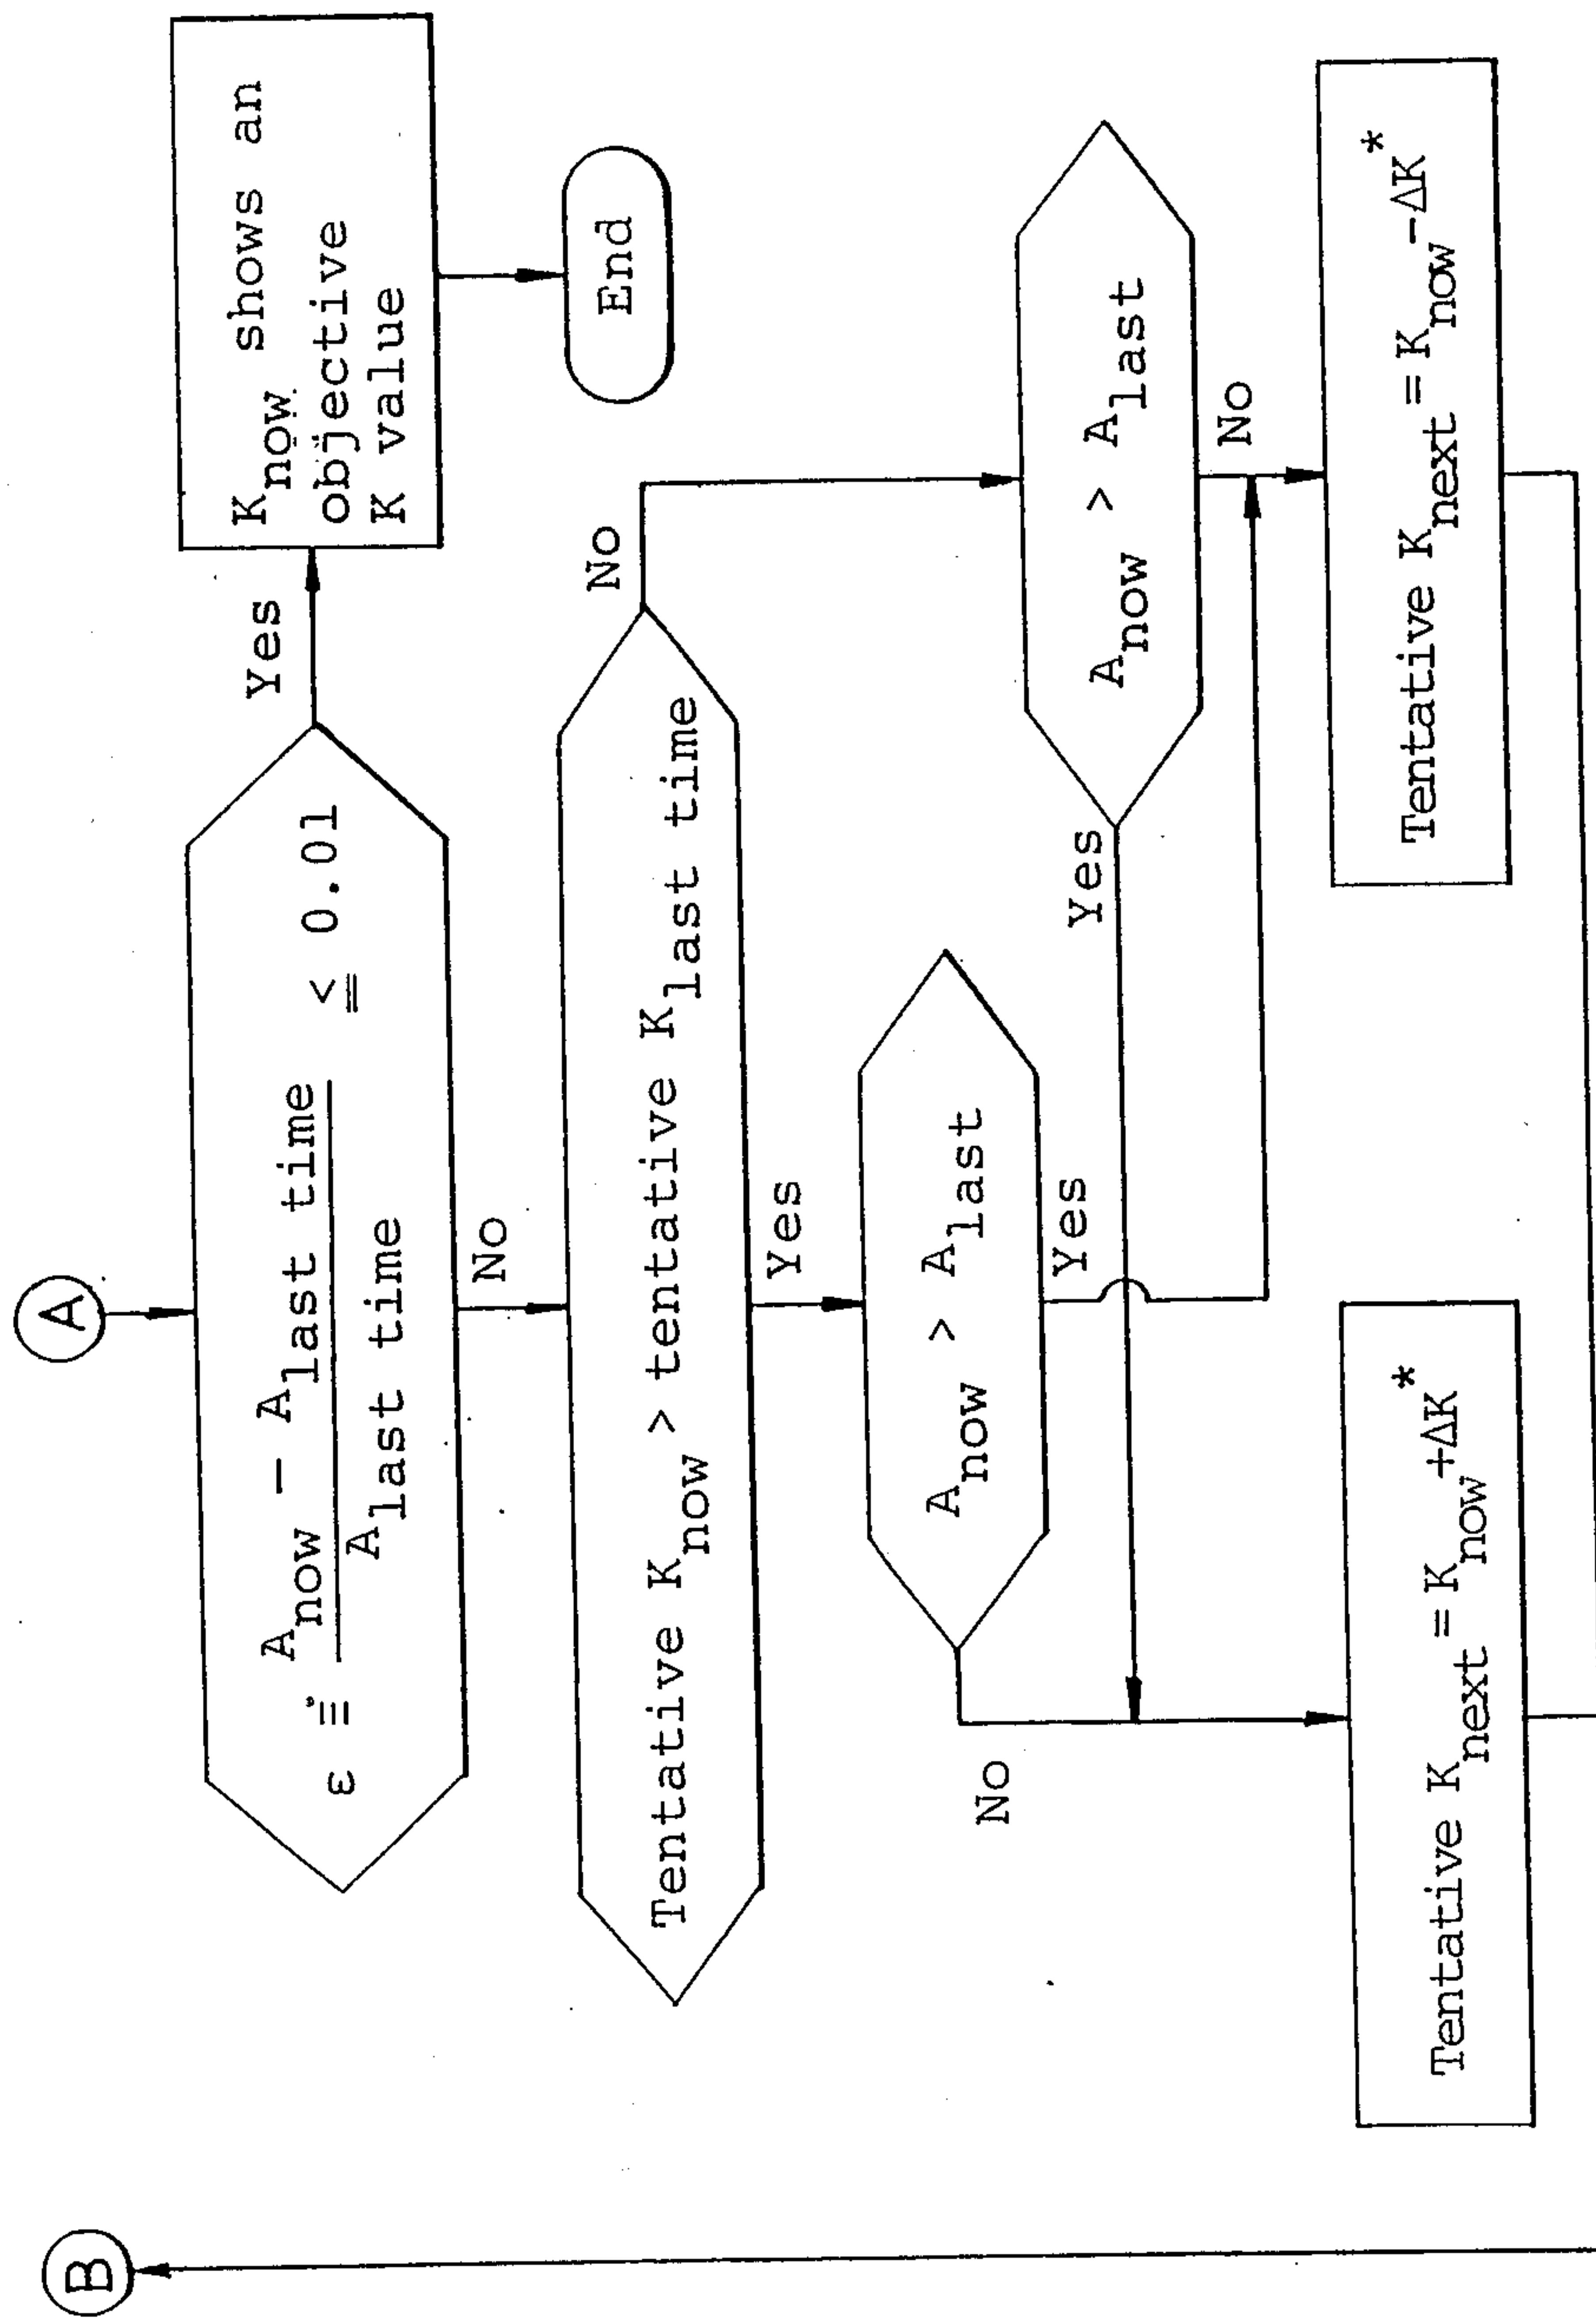 A
ε ≡ A_now − A_last time / A_last time ≦ 0.01
Yes
K_now shows an
objective
K value
End
No
Tentative K_now > tentative K_last time
No
Yes
A_now > A_last
No
Yes
A_now > A_last
Yes
No
Tentative K_next = K_now + ΔK*
Tentative K_next = K_now − ΔK*
B